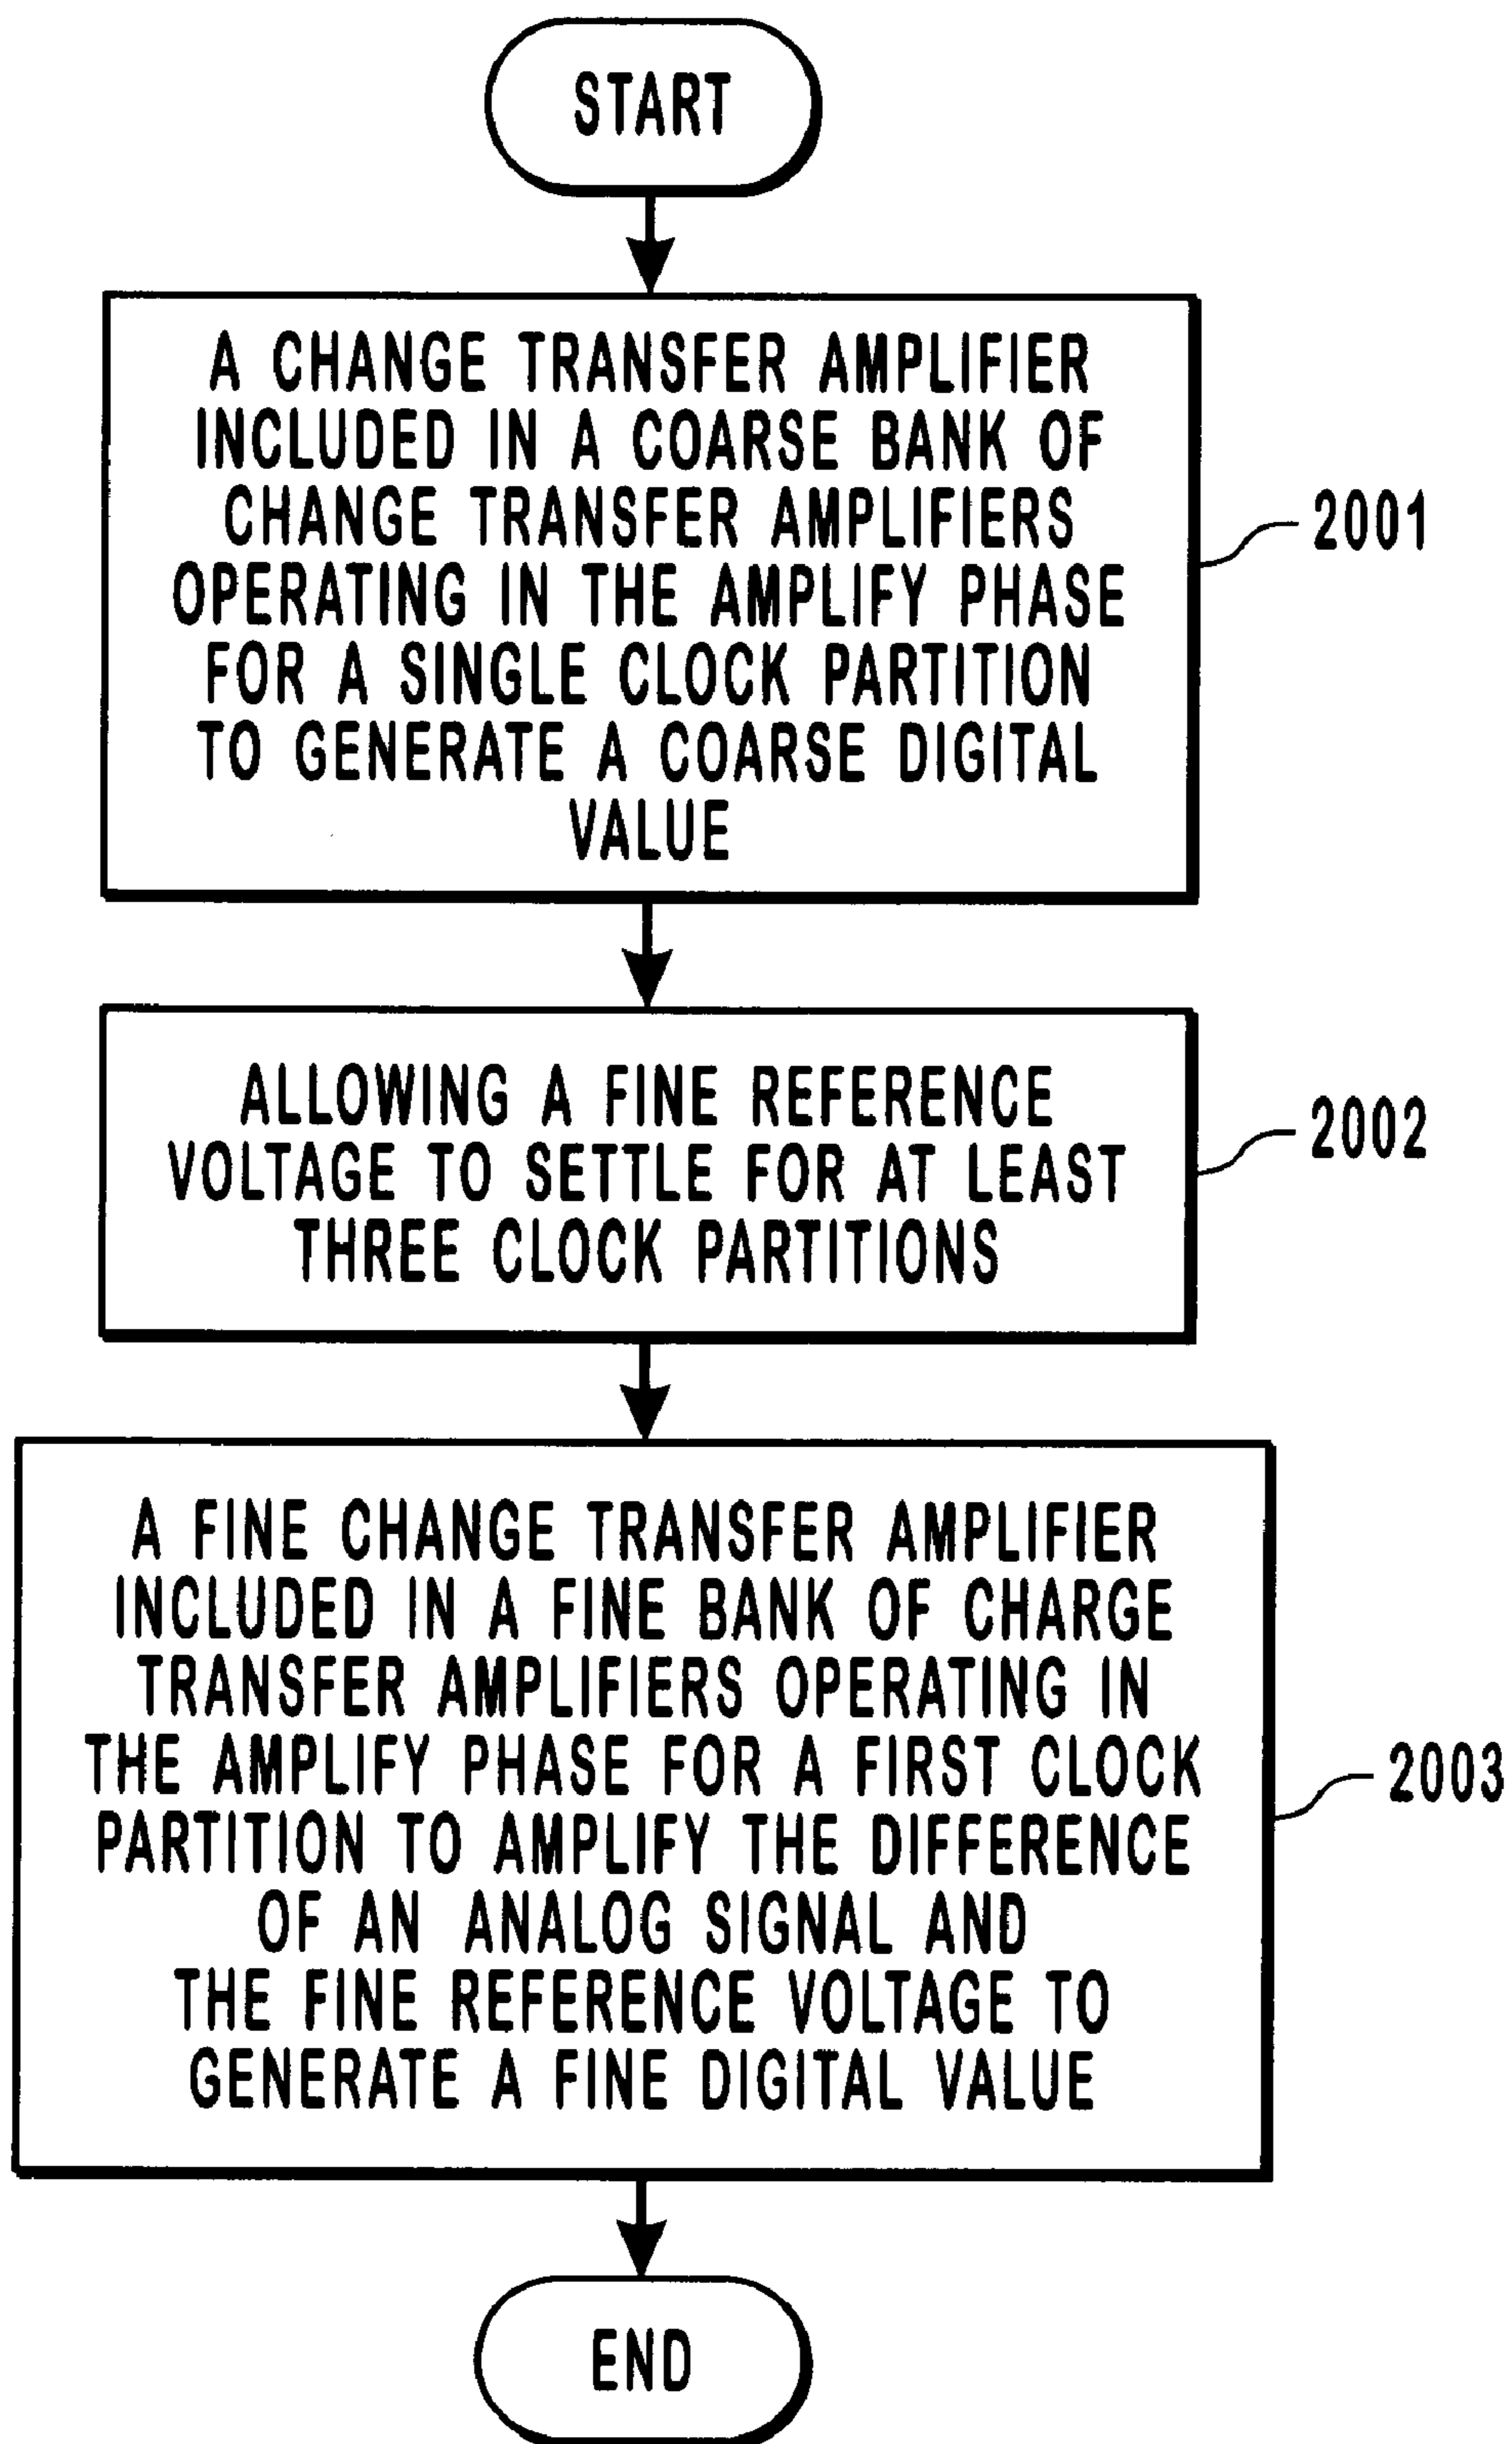 START
A CHANGE TRANSFER AMPLIFIER
INCLUDED IN A COARSE BANK OF
CHANGE TRANSFER AMPLIFIERS
OPERATING IN THE AMPLIFY PHASE
FOR A SINGLE CLOCK PARTITION
TO GENERATE A COARSE DIGITAL
VALUE
2001
ALLOWING A FINE REFERENCE
VOLTAGE TO SETTLE FOR AT LEAST
THREE CLOCK PARTITIONS
2002
A FINE CHANGE TRANSFER AMPLIFIER
INCLUDED IN A FINE BANK OF CHARGE
TRANSFER AMPLIFIERS OPERATING IN
THE AMPLIFY PHASE FOR A FIRST CLOCK
PARTITION TO AMPLIFY THE DIFFERENCE
OF AN ANALOG SIGNAL AND
THE FINE REFERENCE VOLTAGE TO
GENERATE A FINE DIGITAL VALUE
2003
END